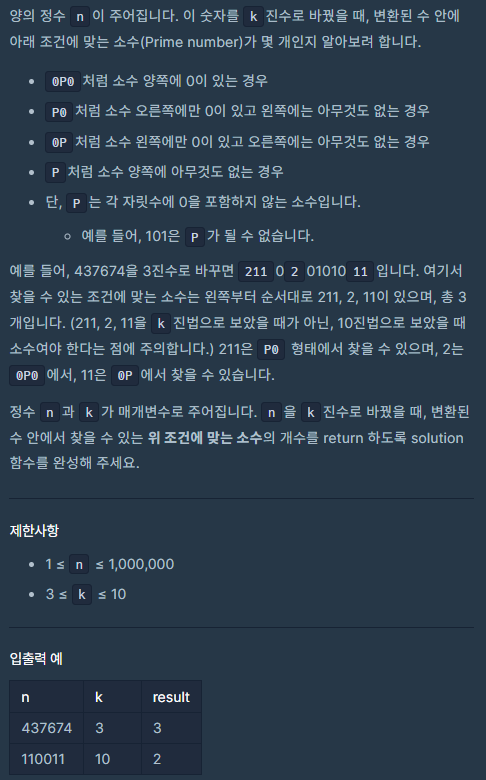 양의 정수 n 이 주어집니다. 이 숫자를 k 진수로 바꿨을 때, 변환된 수 안에
아래 조건에 맞는 소수(Prime number)가 몇 개인지 알아보려 합니다.
• 0P0 처럼 소수 양쪽에 0이 있는 경우
• P0 처럼 소수 오른쪽에만 0이 있고 왼쪽에는 아무것도 없는 경우
• 0P 처럼 소수 왼쪽에만 0이 있고 오른쪽에는 아무것도 없는 경우
• P 처럼 소수 양쪽에 아무것도 없는 경우
• 단, P 는 각 자릿수에 0을 포함하지 않는 소수입니다.
◦ 예를 들어, 101은 P 가 될 수 없습니다.
예를 들어, 437674을 3진수로 바꾸면 211 0 2 01010 11 입니다. 여기서
찾을 수 있는 조건에 맞는 소수는 왼쪽부터 순서대로 211, 2, 11이 있으며, 총 3
개입니다. (211, 2, 11을 k 진법으로 보았을 때가 아닌, 10진법으로 보았을 때
소수여야 한다는 점에 주의합니다.) 211은 P0 형태에서 찾을 수 있으며, 2는
0P0 에서, 11은 0P 에서 찾을 수 있습니다.
정수 n 과 k 가 매개변수로 주어집니다. n 을 k 진수로 바꿨을 때, 변환된
수 안에서 찾을 수 있는 위 조건에 맞는 소수의 개수를 return 하도록 solution
함수를 완성해 주세요.
제한사항
• 1 ≤ n ≤ 1,000,000
• 3 ≤ k ≤ 10
입출력 예
n k result
437674 3 3
110011 10 2